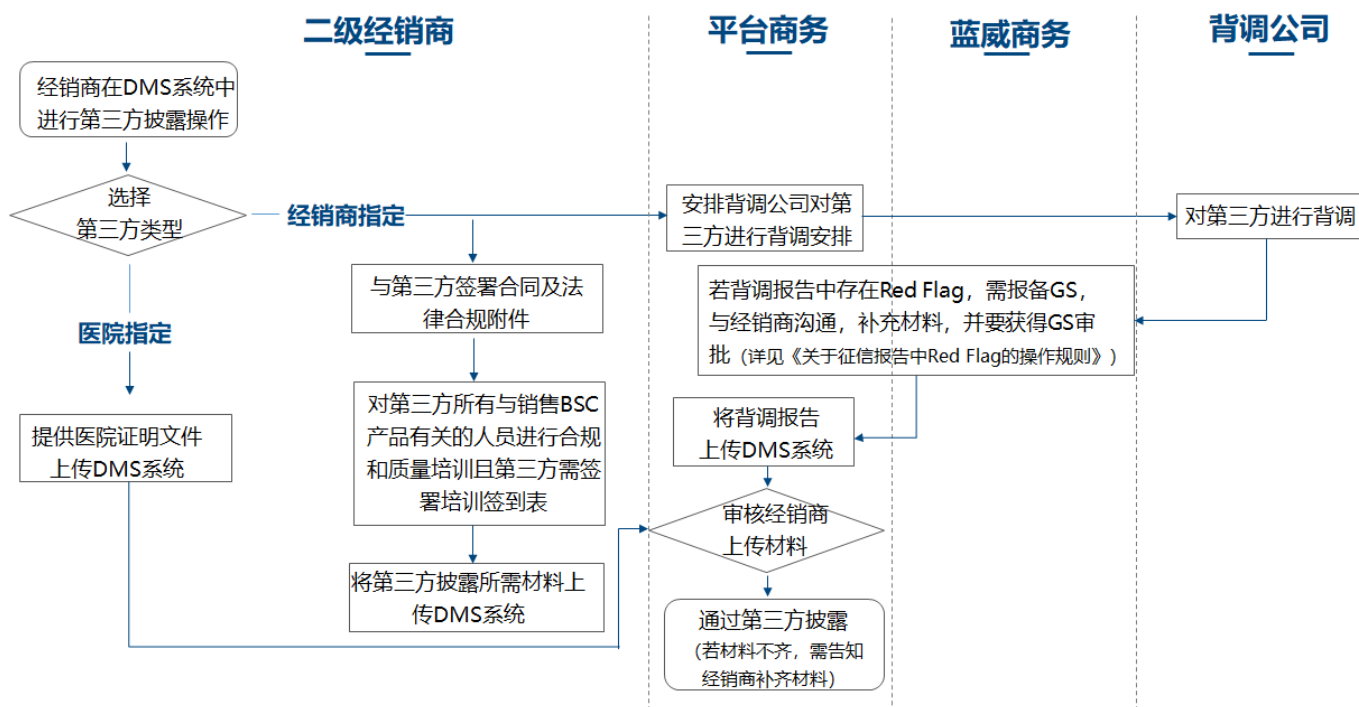 二级经销商
平台商务
蓝威商务
背调公司
经销商在DMS系统中
进行第三方披露操作
选择
第三方类型
经销商指定
安排背调公司对第
三方进行背调安排
对第三方进行背调
与第三方签署合同及法
律合规附件
若背调报告中存在Red Flag，需报备GS，
与经销商沟通，补充材料，并要获得GS审
批（详见《关于征信报告中Red Flag的操作规则》）
医院指定
对第三方所有与销售BSC
产品有关的人员进行合规
和质量培训且第三方需签
署培训签到表
将背调报告
上传DMS系统
提供医院证明文件
上传DMS系统
审核经销商
上传材料
将第三方披露所需材料上
传DMS系统
通过第三方披露
（若材料不齐，需告知
经销商补齐材料）